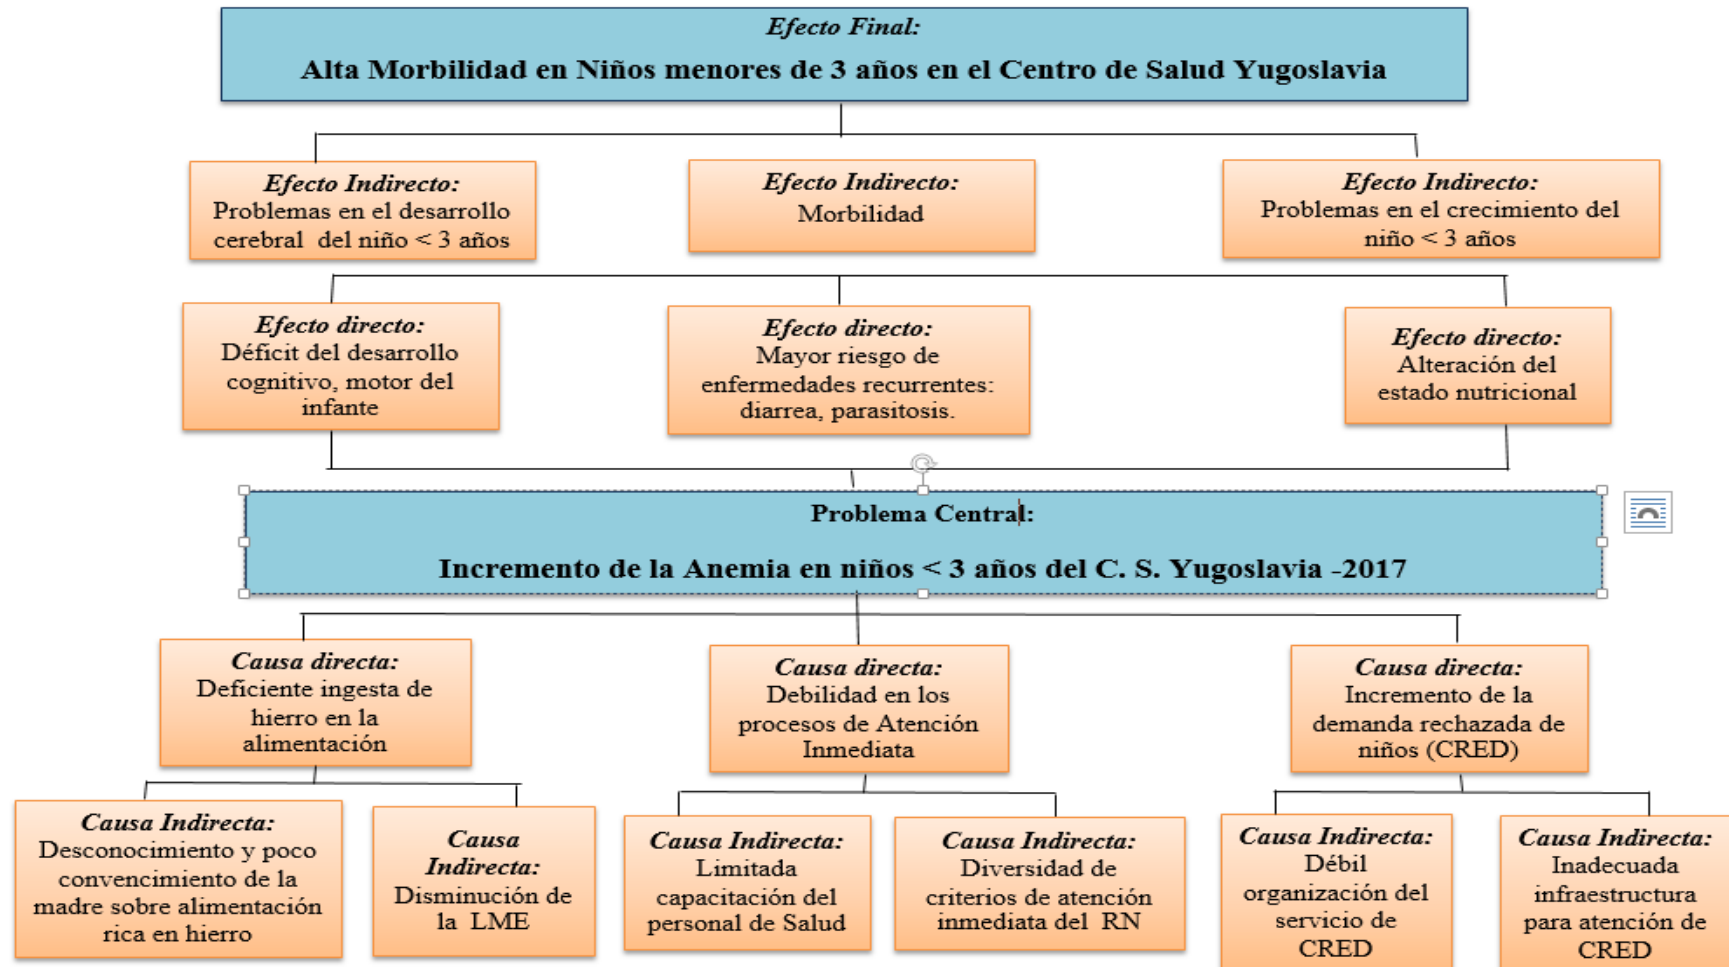 Efecto Final:
Alta Morbilidad en Niños menores de 3 años en el Centro de Salud Yugoslavia
Efecto Indirecto:
Problemas en el desarrollo
cerebral del niño < 3 años
Efecto Indirecto:
Morbilidad
Efecto Indirecto:
Problemas en el crecimiento del
niño < 3 años
Efecto directo:
Déficit del desarrollo
cognitivo, motor del
infante
Efecto directo:
Mayor riesgo de
enfermedades recurrentes:
diarrea, parasitosis.
Efecto directo:
Alteración del
estado nutricional
Problema Central:
Incremento de la Anemia en niños < 3 años del C. S. Yugoslavia -2017
Causa directa:
Deficiente ingesta de
hierro en la
alimentación
Causa directa:
Debilidad en los
procesos de Atención
Inmediata
Causa directa:
Incremento de la
demanda rechazada de
niños (CRED)
Causa Indirecta:
Desconocimiento y poco
convencimiento de la
madre sobre alimentación
rica en hierro
Causa
Indirecta:
Disminución de
la LME
Causa Indirecta:
Limitada
capacitación del
personal de Salud
Causa Indirecta:
Diversidad de
criterios de atención
inmediata del RN
Causa Indirecta:
Débil
organización del
servicio de
CRED
Causa Indirecta:
Inadecuada
infraestructura
para atención de
CRED